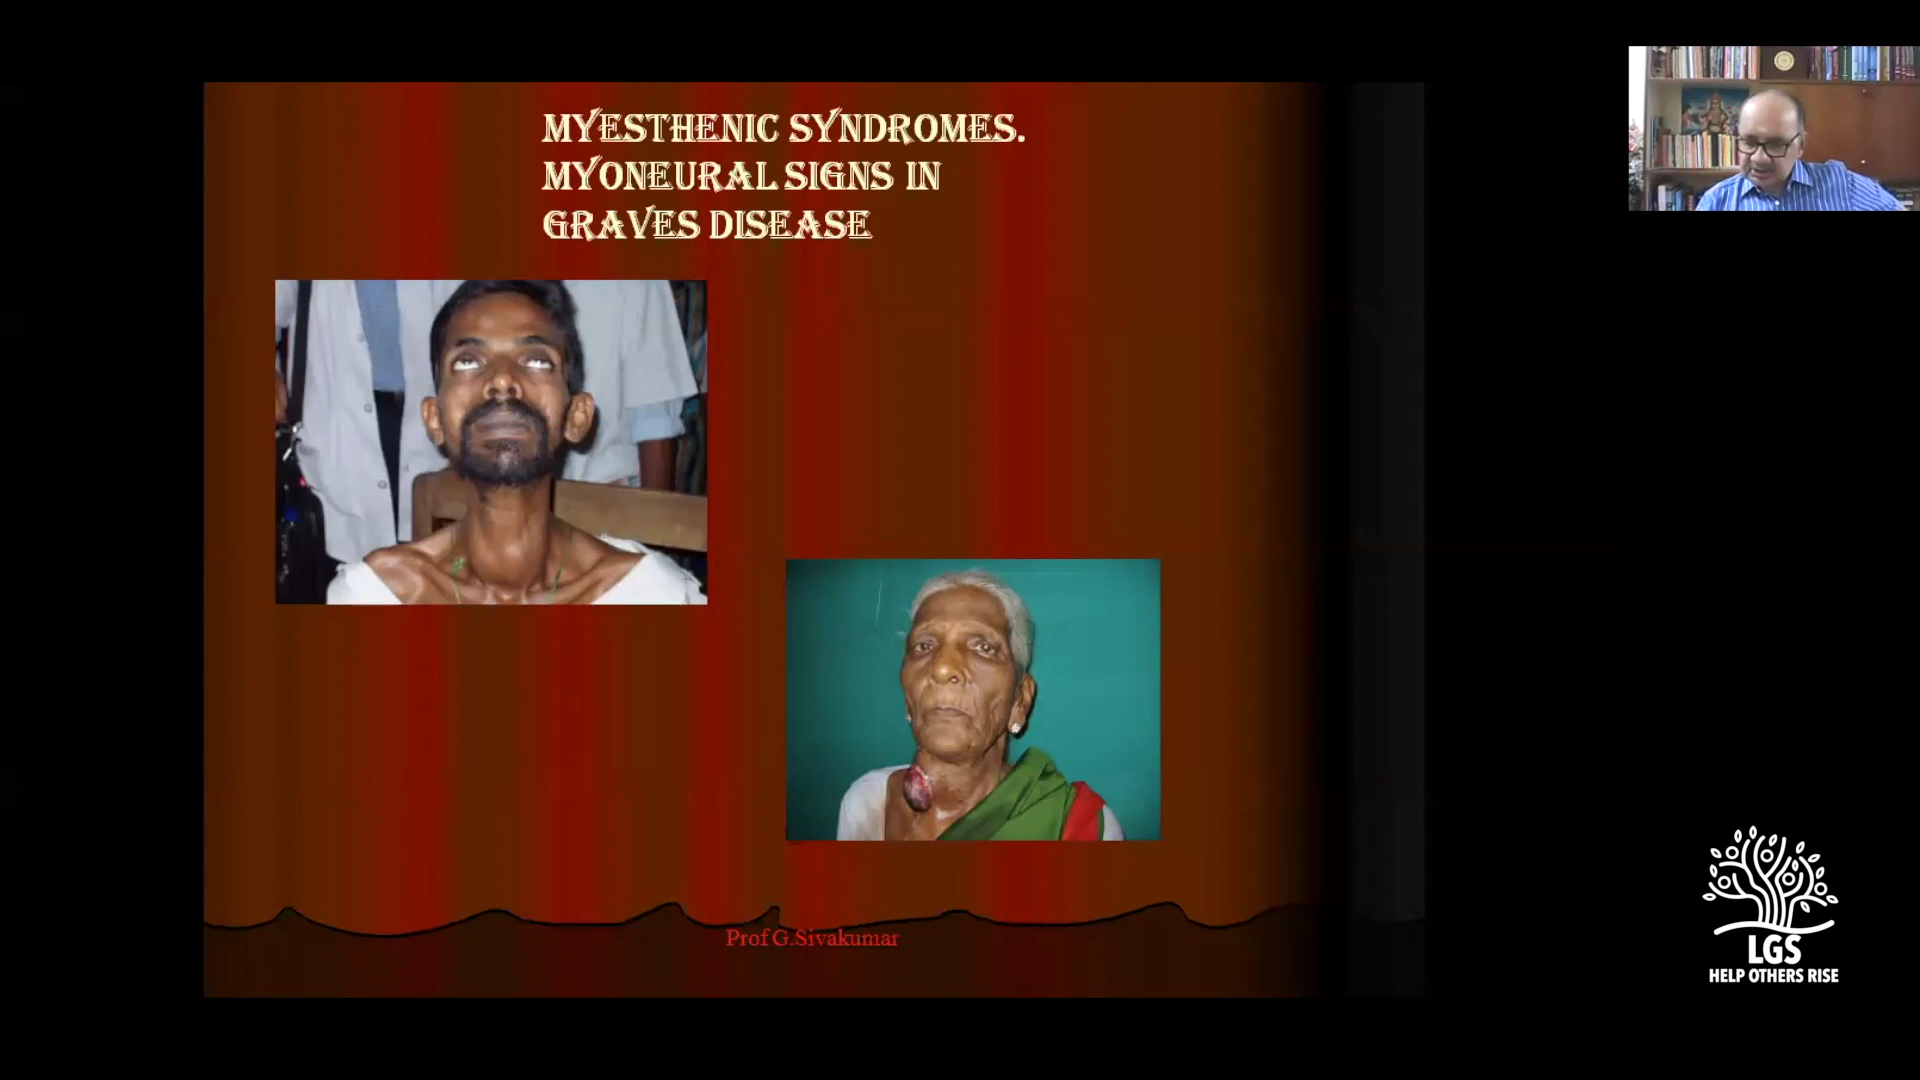 MYESTHENIC SYNDROMES.
MYONEURAL SIGNS IN
GRAVES DISEASE
Prof G.Sivakumar
LGS
HELP OTHERS RISE